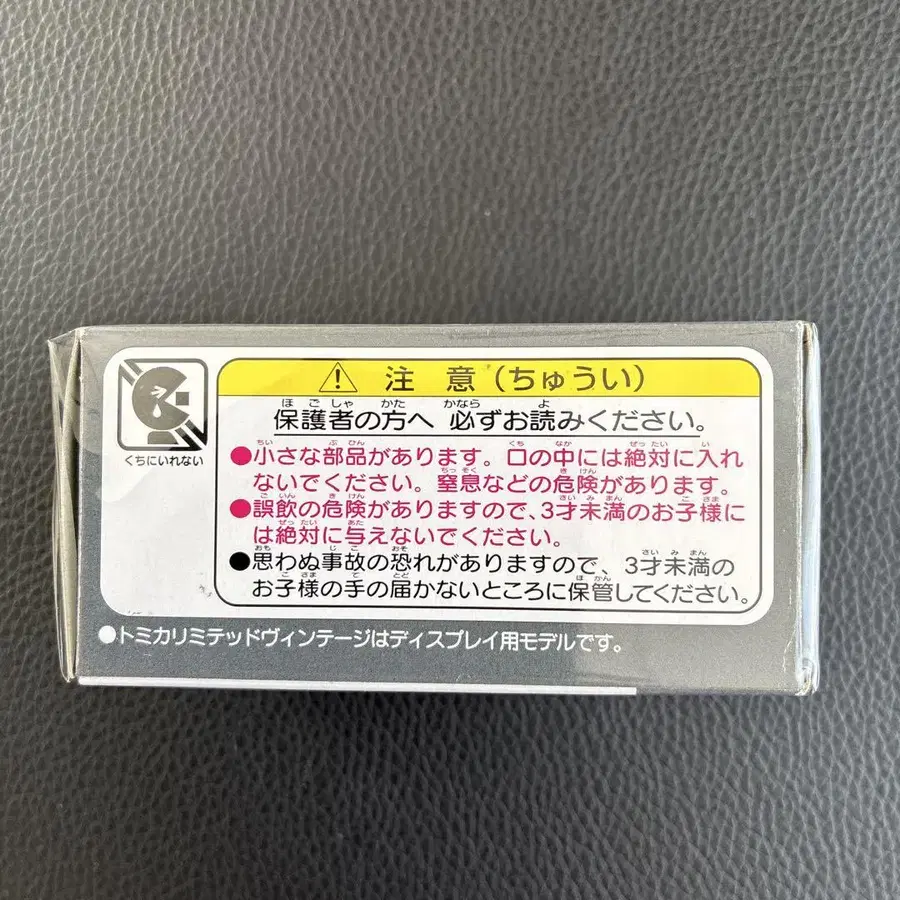 注意(ちゅうい)
保護者の方へ 必ずお読みください。
●小さな部品があります。口の中には絶対に入れ
ないでください。窒息などの危険があります。
●誤飲の危険がありますので、3才未満のお子様に
は絶対に与えないでください。
●思わぬ事故の恐れがありますので、3才未満の
お子様の手の届かないところに保管してください。
くちにいれない
●トミカリミテッドヴィンテージはディスプレイ用モデルです。